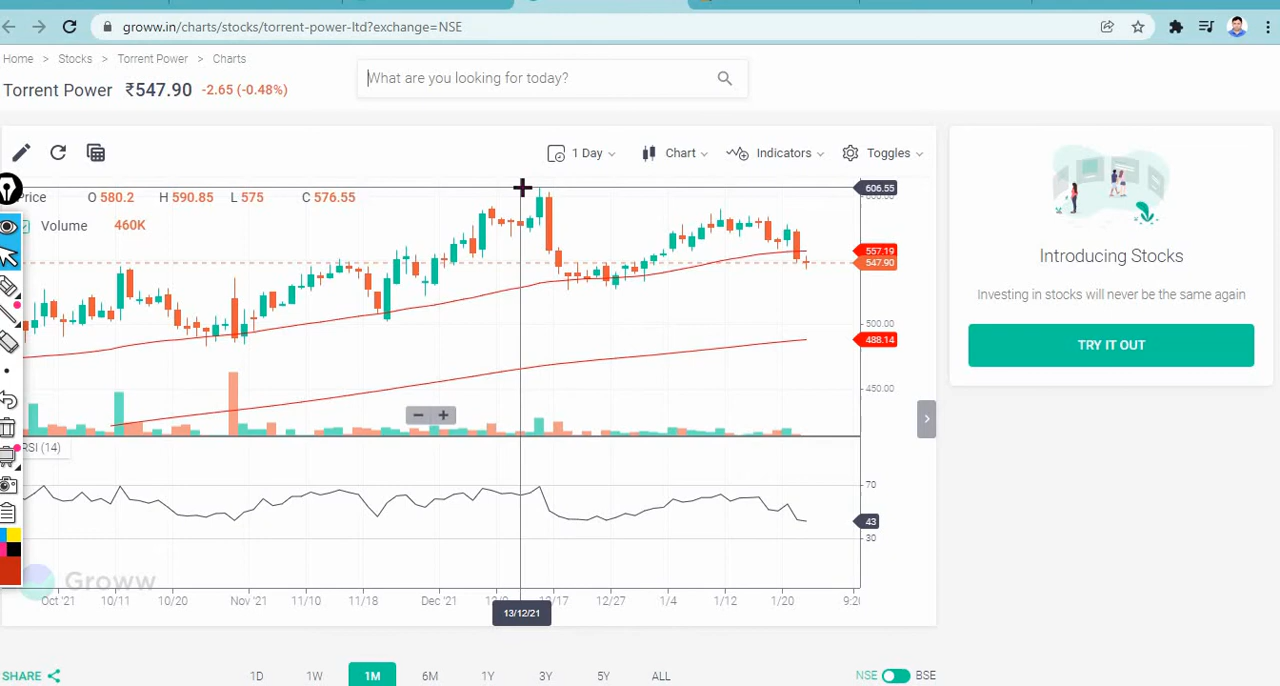 groww.in/charts/stocks/torrent-power-ltd?exchange=NSE
Home > Stocks > Torrent Power > Charts
What are you looking for today?
Torrent Power ₹547.90 -2.65 (-0.48%)
1 Day Chart Indicators Toggles
Price O 580.2 H 590.85 L 575 C 576.55
606.55
Volume 460K
557.19
547.90
500.00
488.14
450.00
− +
RSI (14)
70
43
30
Groww
Oct '21 10/11 10/20 Nov '21 11/10 11/18 Dec '21 12/17 12/27 1/4 1/12 1/20 9:20
13/12/21
Introducing Stocks
Investing in stocks will never be the same again
TRY IT OUT
SHARE 1D 1W 1M 6M 1Y 3Y 5Y ALL NSE BSE